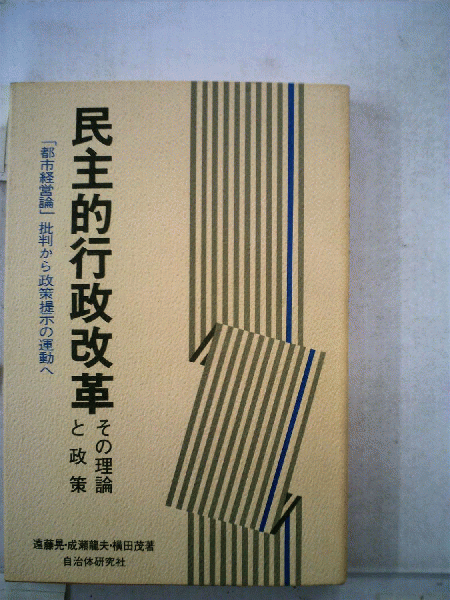 民主的行政改革
その理論
と政策
「都市経営論」批判から政策提示の運動へ
遠藤晃・成瀬龍夫・横田茂著
自治体研究社